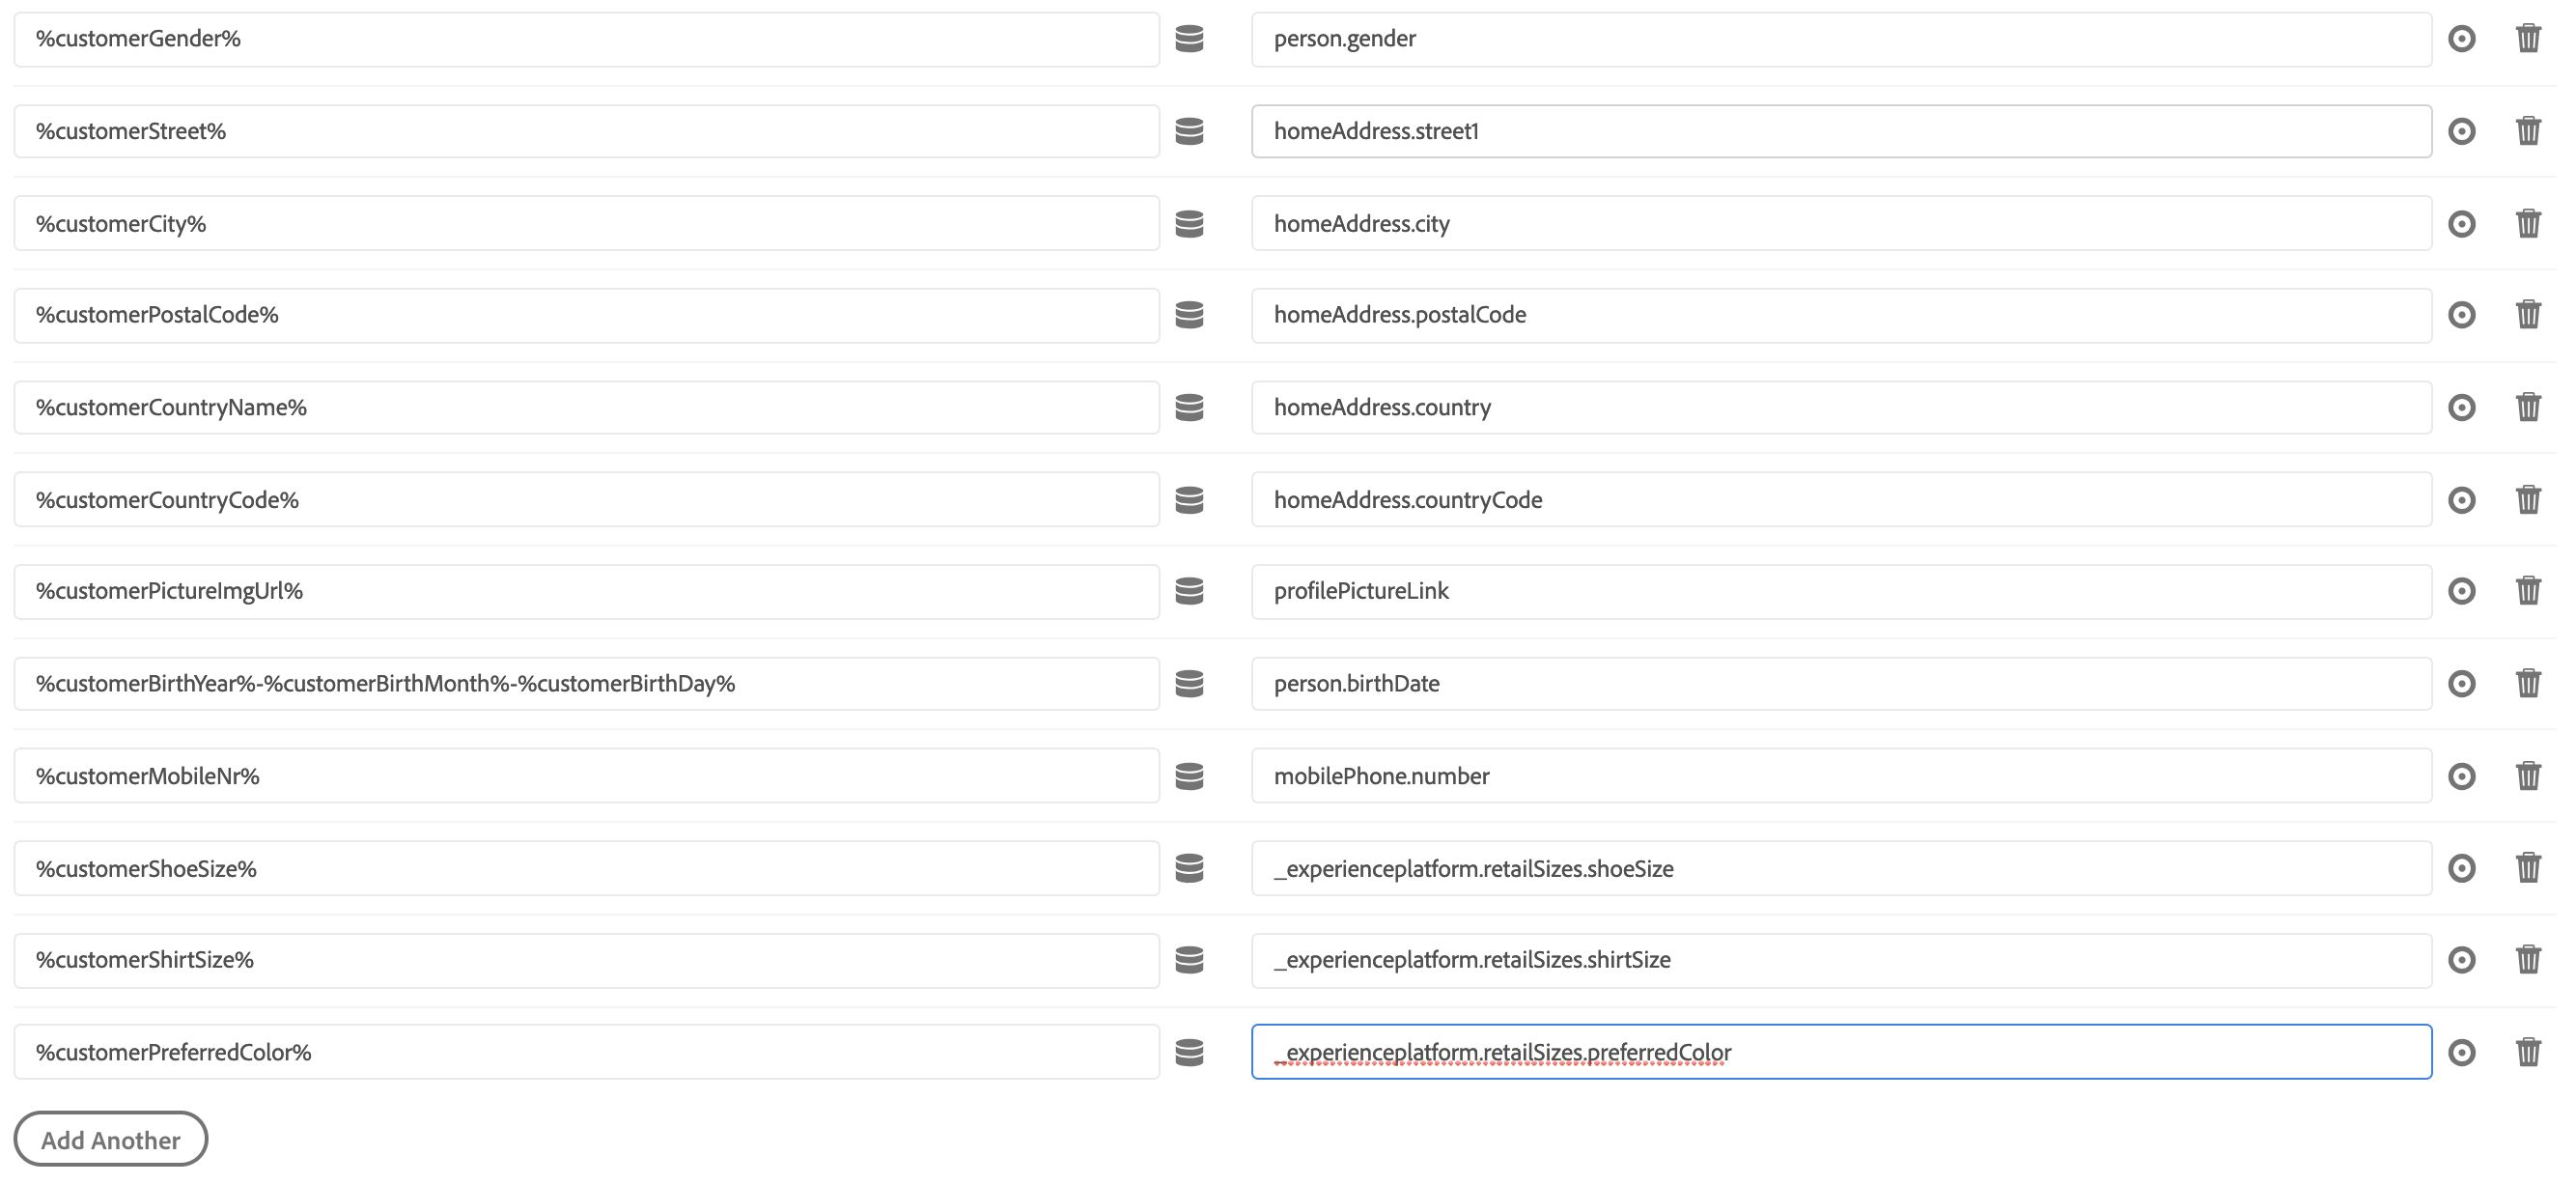 %customerGender% person.gender
%customerStreet% homeAddress.street1
%customerCity% homeAddress.city
%customerPostalCode% homeAddress.postalCode
%customerCountryName% homeAddress.country
%customerCountryCode% homeAddress.countryCode
%customerPictureImgUrl% profilePictureLink
%customerBirthYear%-%customerBirthMonth%-%customerBirthDay% person.birthDate
%customerMobileNr% mobilePhone.number
%customerShoeSize% _experienceplatform.retailSizes.shoeSize
%customerShirtSize% _experienceplatform.retailSizes.shirtSize
%customerPreferredColor% _experienceplatform.retailSizes.preferredColor
Add Another